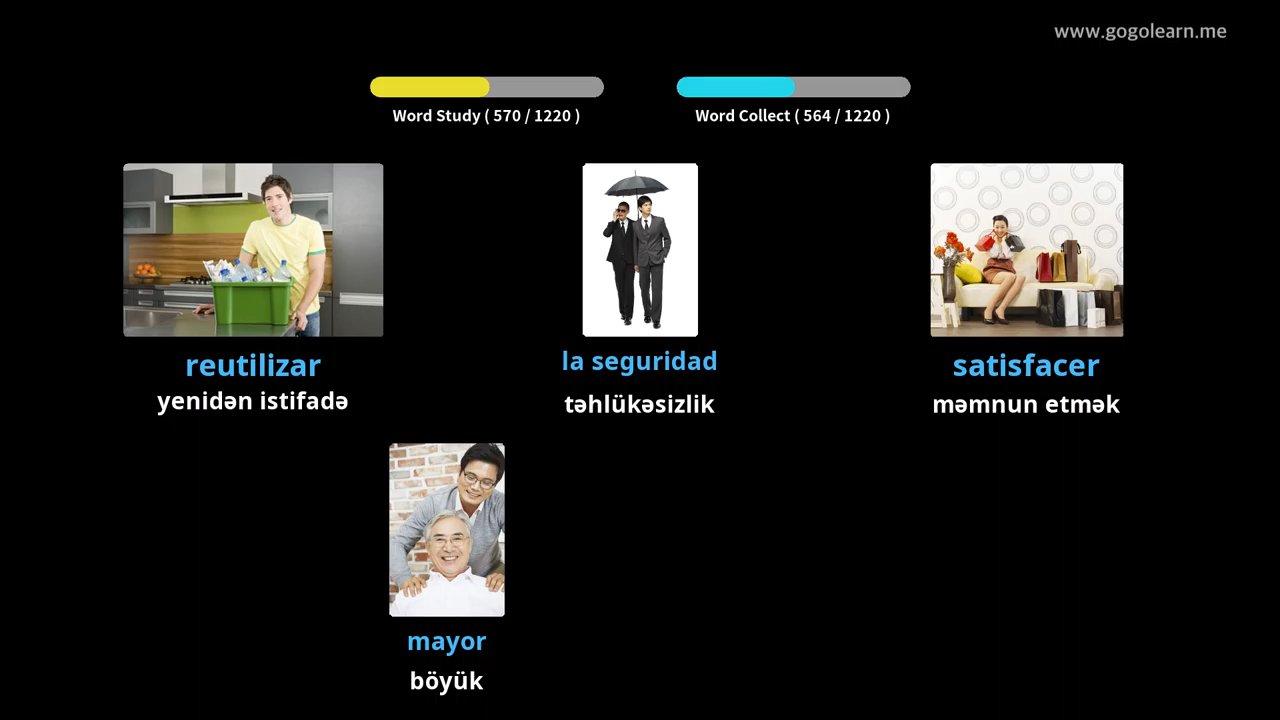 www.gogolearn.me
Word Study ( 570 / 1220 )
Word Collect ( 564 / 1220 )
reutilizar
yenidən istifadə
la seguridad
təhlükəsizlik
satisfacer
məmnun etmək
mayor
böyük